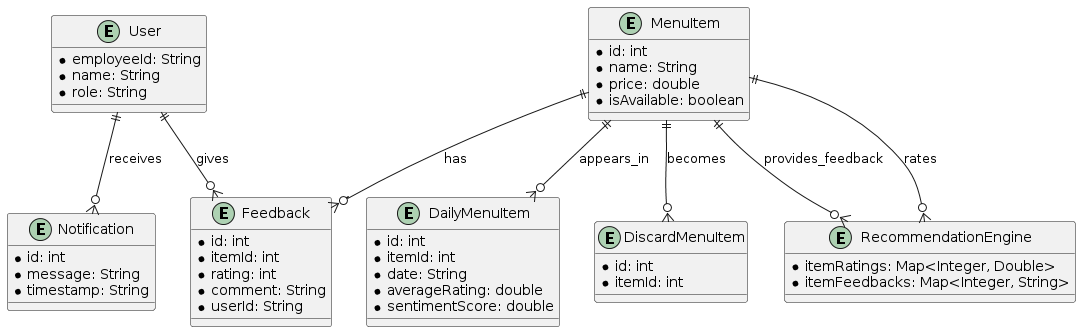 E User
employeeId: String
name: String
role: String
E MenuItem
id: int
name: String
price: double
isAvailable: boolean
receives
gives
has
appears_in
becomes
provides_feedback
rates
E Notification
id: int
message: String
timestamp: String
E Feedback
id: int
itemId: int
rating: int
comment: String
userId: String
E DailyMenuItem
id: int
itemId: int
date: String
averageRating: double
sentimentScore: double
E DiscardMenuItem
id: int
itemId: int
E RecommendationEngine
itemRatings: Map<Integer, Double>
itemFeedbacks: Map<Integer, String>